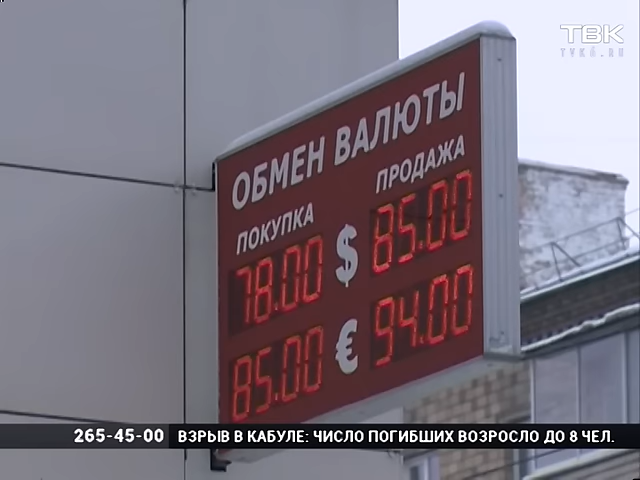 ТВК
TVK6.RU
ОБМЕН ВАЛЮТЫ
ПОКУПКА ПРОДАЖА
78.00 $ 85.00
85.00 € 94.00
265-45-00 ВЗРЫВ В КАБУЛЕ: ЧИСЛО ПОГИБШИХ ВОЗРОСЛО ДО 8 ЧЕЛ.